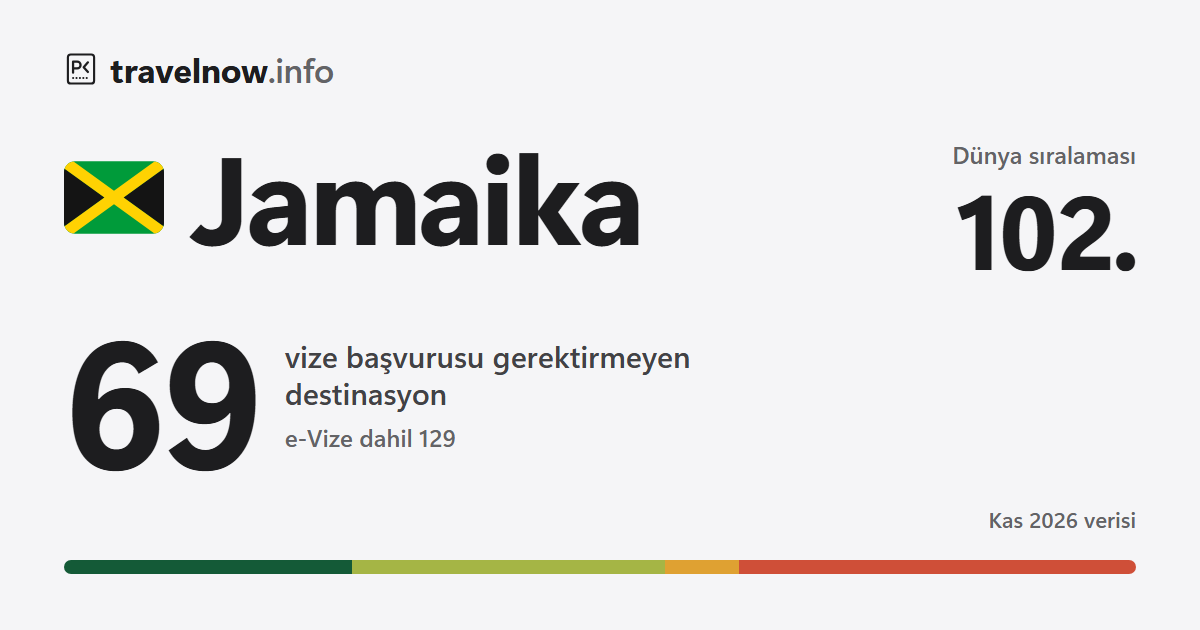 travelnow.info
Jamaika
Dünya sıralaması
102.
69
vize başvurusu gerektirmeyen
destinasyon
e-Vize dahil 129
Kas 2026 verisi